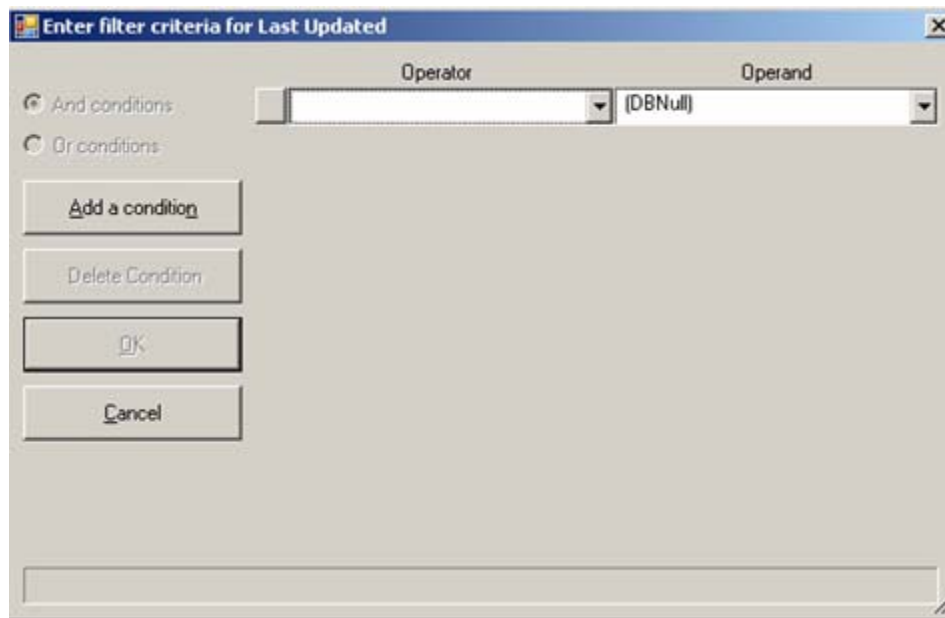 Enter filter criteria for Last Updated
Operator Operand
And conditions
(DBNull)
Or conditions
Add a condition
Delete Condition
OK
Cancel